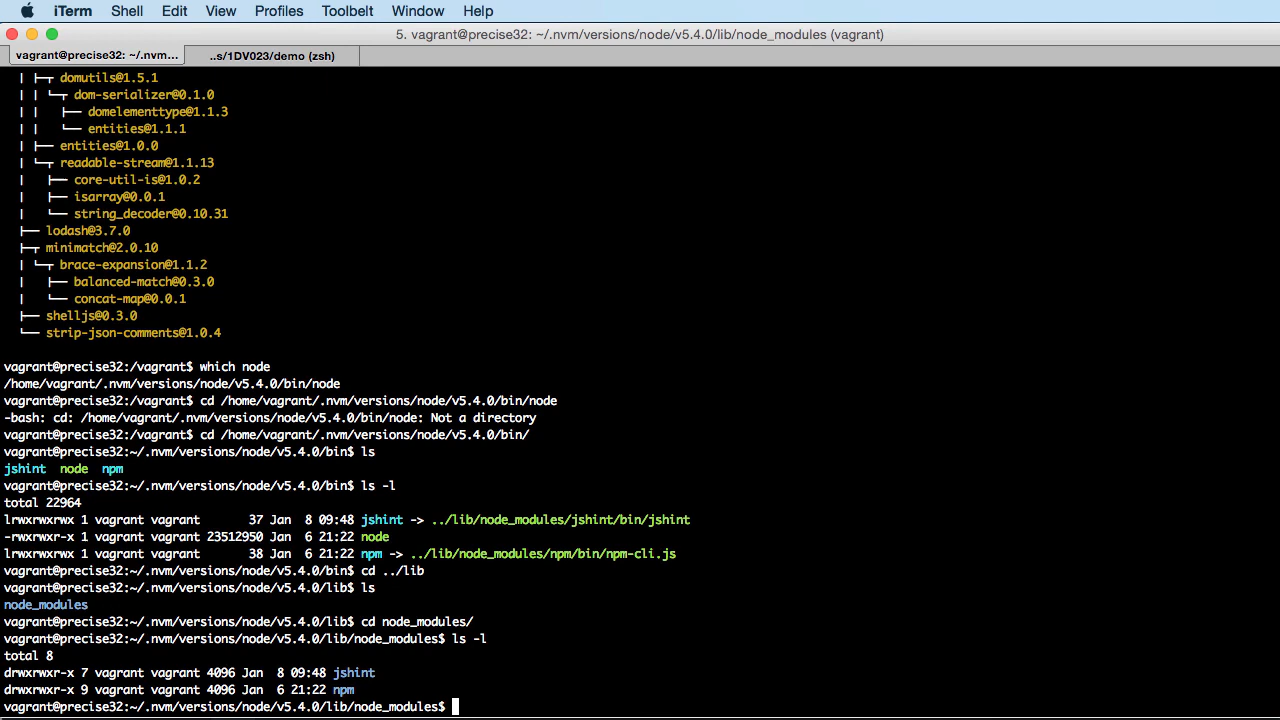 iTerm Shell Edit View Profiles Toolbelt Window Help
5. vagrant@precise32: ~/.nvm/versions/node/v5.4.0/lib/node_modules (vagrant)
vagrant@precise32: ~/.nvm... ..s/1DV023/demo (zsh)
│ ├─┬ domutils@1.5.1
│ │ └─┬ dom-serializer@0.1.0
│ │   ├── domelementtype@1.1.3
│ │   └── entities@1.1.1
│ ├── entities@1.0.0
│ └─┬ readable-stream@1.1.13
│   ├── core-util-is@1.0.2
│   ├── isarray@0.0.1
│   └── string_decoder@0.10.31
├── lodash@3.7.0
├─┬ minimatch@2.0.10
│ └─┬ brace-expansion@1.1.2
│   ├── balanced-match@0.3.0
│   └── concat-map@0.0.1
├── shelljs@0.3.0
└── strip-json-comments@1.0.4
vagrant@precise32:/vagrant$ which node
/home/vagrant/.nvm/versions/node/v5.4.0/bin/node
vagrant@precise32:/vagrant$ cd /home/vagrant/.nvm/versions/node/v5.4.0/bin/node
-bash: cd: /home/vagrant/.nvm/versions/node/v5.4.0/bin/node: Not a directory
vagrant@precise32:/vagrant$ cd /home/vagrant/.nvm/versions/node/v5.4.0/bin/
vagrant@precise32:~/.nvm/versions/node/v5.4.0/bin$ ls
jshint  node  npm
vagrant@precise32:~/.nvm/versions/node/v5.4.0/bin$ ls -l
total 22964
lrwxrwxrwx 1 vagrant vagrant       37 Jan  8 09:48 jshint -> ../lib/node_modules/jshint/bin/jshint
-rwxrwxr-x 1 vagrant vagrant 23512950 Jan  6 21:22 node
lrwxrwxrwx 1 vagrant vagrant       38 Jan  6 21:22 npm -> ../lib/node_modules/npm/bin/npm-cli.js
vagrant@precise32:~/.nvm/versions/node/v5.4.0/bin$ cd ../lib
vagrant@precise32:~/.nvm/versions/node/v5.4.0/lib$ ls
node_modules
vagrant@precise32:~/.nvm/versions/node/v5.4.0/lib$ cd node_modules/
vagrant@precise32:~/.nvm/versions/node/v5.4.0/lib/node_modules$ ls -l
total 8
drwxrwxr-x 7 vagrant vagrant 4096 Jan  8 09:48 jshint
drwxrwxr-x 9 vagrant vagrant 4096 Jan  6 21:22 npm
vagrant@precise32:~/.nvm/versions/node/v5.4.0/lib/node_modules$